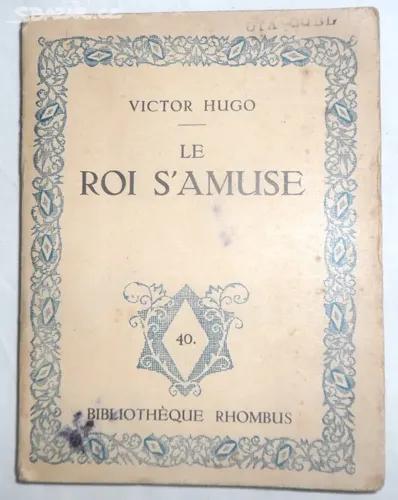 VICTOR HUGO
LE
ROI S'AMUSE
40.
BIBLIOTHÈQUE RHOMBUS